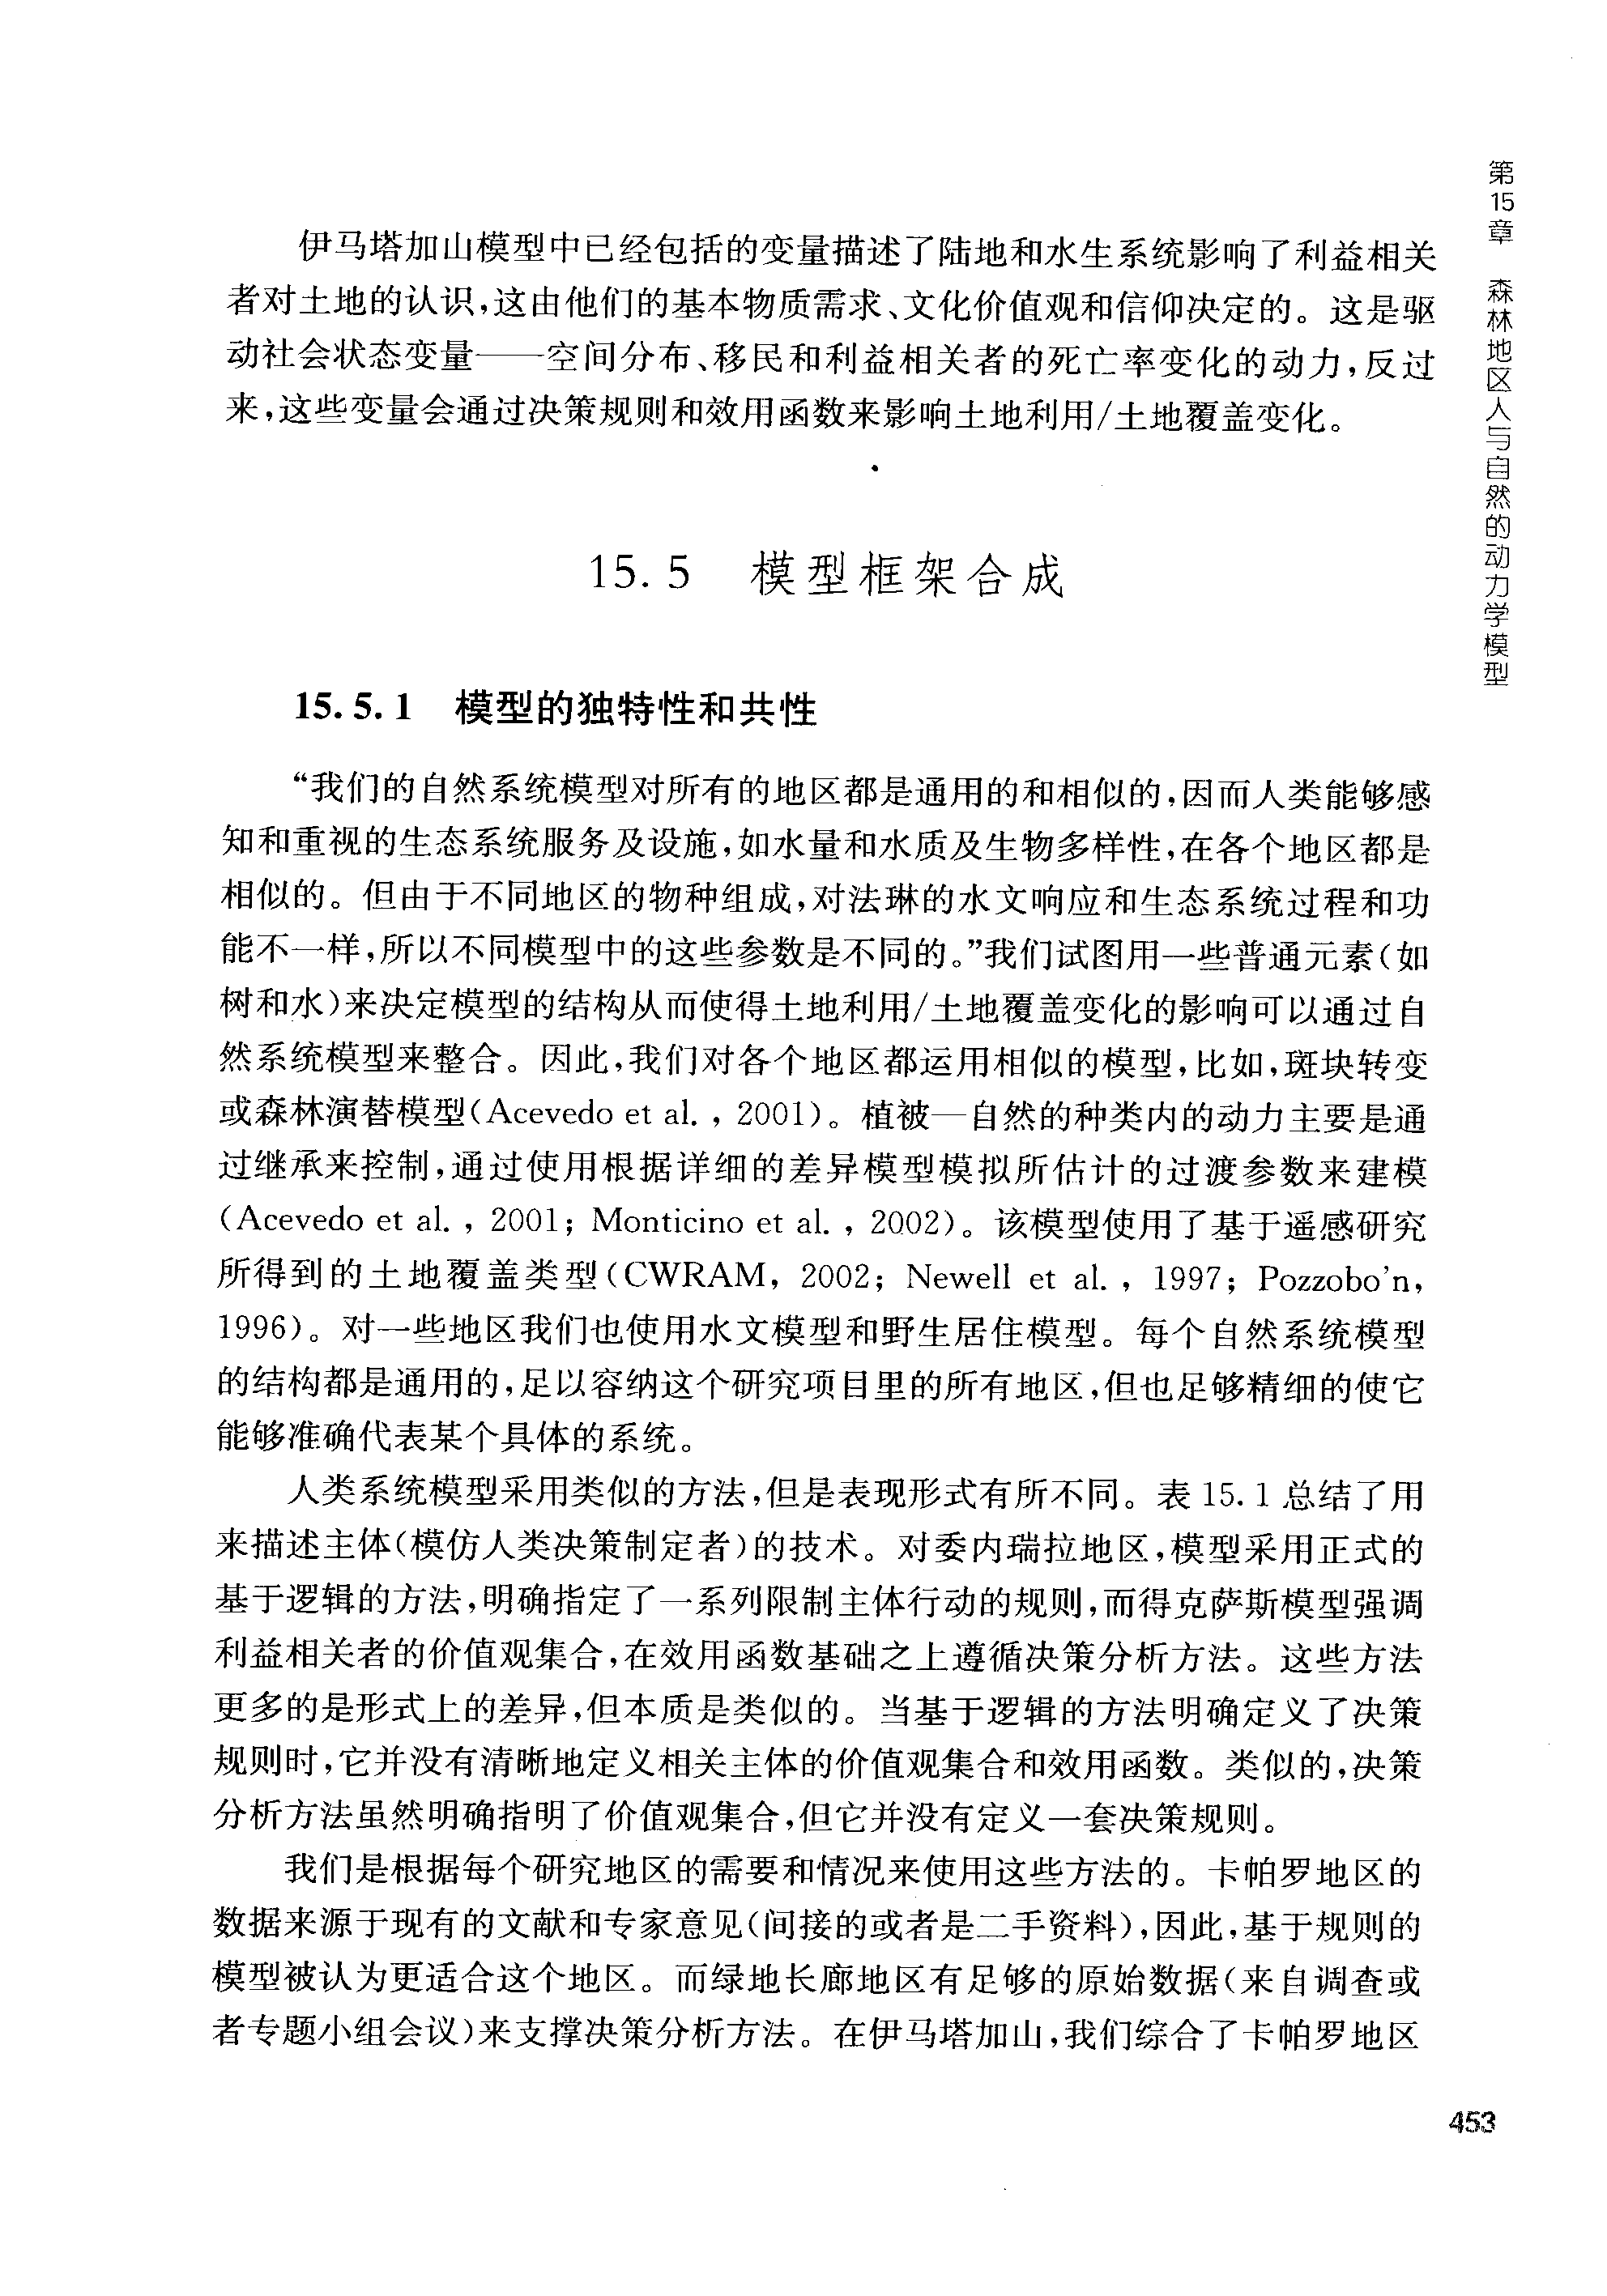 第15章 森林地区人与自然的动力学模型
伊马塔加山模型中已经包括的变量描述了陆地和水生系统影响了利益相关
者对土地的认识,这由他们的基本物质需求、文化价值观和信仰决定的。这是驱
动社会状态变量——空间分布、移民和利益相关者的死亡率变化的动力,反过
来,这些变量会通过决策规则和效用函数来影响土地利用/土地覆盖变化。
15.5 模型框架合成
15.5.1 模型的独特性和共性
“我们的自然系统模型对所有的地区都是通用的和相似的,因而人类能够感
知和重视的生态系统服务及设施,如水量和水质及生物多样性,在各个地区都是
相似的。但由于不同地区的物种组成,对法琳的水文响应和生态系统过程和功
能不一样,所以不同模型中的这些参数是不同的。”我们试图用一些普通元素(如
树和水)来决定模型的结构从而使得土地利用/土地覆盖变化的影响可以通过自
然系统模型来整合。因此,我们对各个地区都运用相似的模型,比如,斑块转变
或森林演替模型(Acevedo et al., 2001)。植被—自然的种类内的动力主要是通
过继承来控制,通过使用根据详细的差异模型模拟所估计的过渡参数来建模
(Acevedo et al., 2001; Monticino et al., 2002)。该模型使用了基于遥感研究
所得到的土地覆盖类型(CWRAM, 2002; Newell et al., 1997; Pozzobo’n,
1996)。对一些地区我们也使用水文模型和野生居住模型。每个自然系统模型
的结构都是通用的,足以容纳这个研究项目里的所有地区,但也足够精细的使它
能够准确代表某个具体的系统。
人类系统模型采用类似的方法,但是表现形式有所不同。表 15.1 总结了用
来描述主体(模仿人类决策制定者)的技术。对委内瑞拉地区,模型采用正式的
基于逻辑的方法,明确指定了一系列限制主体行动的规则,而得克萨斯模型强调
利益相关者的价值观集合,在效用函数基础之上遵循决策分析方法。这些方法
更多的是形式上的差异,但本质是类似的。当基于逻辑的方法明确定义了决策
规则时,它并没有清晰地定义相关主体的价值观集合和效用函数。类似的,决策
分析方法虽然明确指明了价值观集合,但它并没有定义一套决策规则。
我们是根据每个研究地区的需要和情况来使用这些方法的。卡帕罗地区的
数据来源于现有的文献和专家意见(间接的或者是二手资料),因此,基于规则的
模型被认为更适合这个地区。而绿地长廊地区有足够的原始数据(来自调查或
者专题小组会议)来支撑决策分析方法。在伊马塔加山,我们综合了卡帕罗地区
453